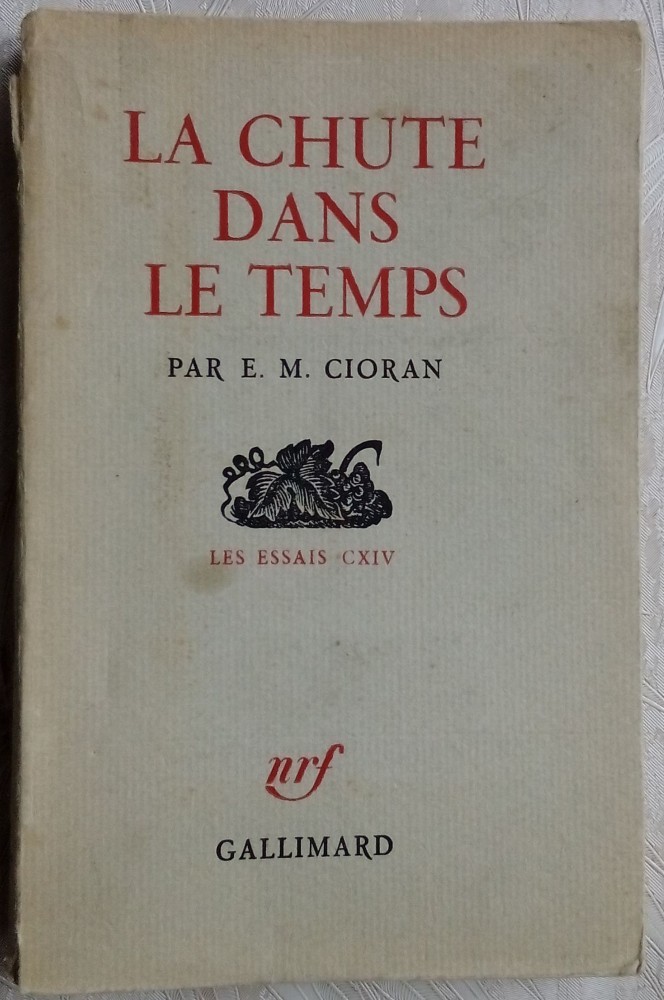 LA CHUTE
DANS
LE TEMPS
PAR E. M. CIORAN
LES ESSAIS CXIV
nrf
GALLIMARD